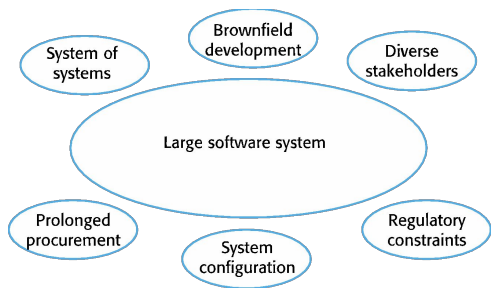 Brownfield
development
System of
systems
Diverse
stakeholders
Large software system
Prolonged
procurement
Regulatory
constraints
System
configuration